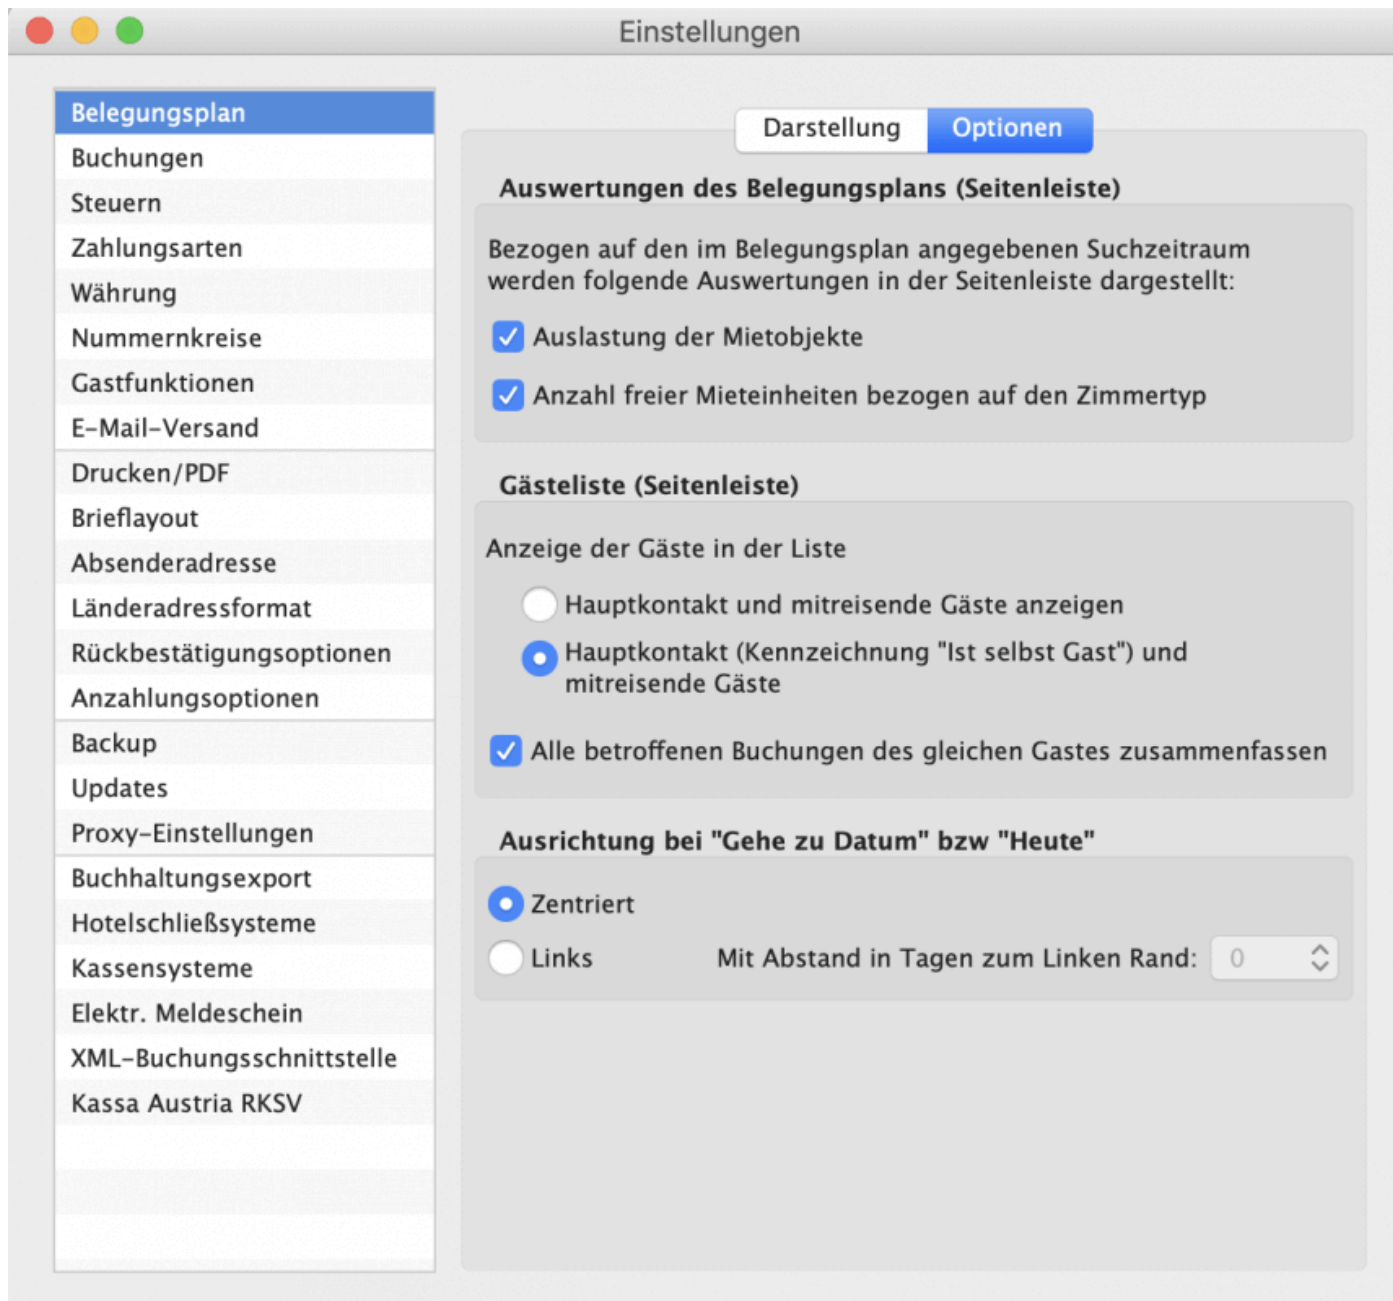 Einstellungen
Belegungsplan
Buchungen
Steuern
Zahlungsarten
Währung
Nummernkreise
Gastfunktionen
E-Mail-Versand
Drucken/PDF
Brieflayout
Absenderadresse
Länderadressformat
Rückbestätigungsoptionen
Anzahlungsoptionen
Backup
Updates
Proxy-Einstellungen
Buchhaltungsexport
Hotelschließsysteme
Kassensysteme
Elektr. Meldeschein
XML-Buchungsschnittstelle
Kassa Austria RKSV
Darstellung Optionen
Auswertungen des Belegungsplans (Seitenleiste)
Bezogen auf den im Belegungsplan angegebenen Suchzeitraum
werden folgende Auswertungen in der Seitenleiste dargestellt:
Auslastung der Mietobjekte
Anzahl freier Mieteinheiten bezogen auf den Zimmertyp
Gästeliste (Seitenleiste)
Anzeige der Gäste in der Liste
Hauptkontakt und mitreisende Gäste anzeigen
Hauptkontakt (Kennzeichnung "Ist selbst Gast") und
mitreisende Gäste
Alle betroffenen Buchungen des gleichen Gastes zusammenfassen
Ausrichtung bei "Gehe zu Datum" bzw "Heute"
Zentriert
Links Mit Abstand in Tagen zum Linken Rand: 0